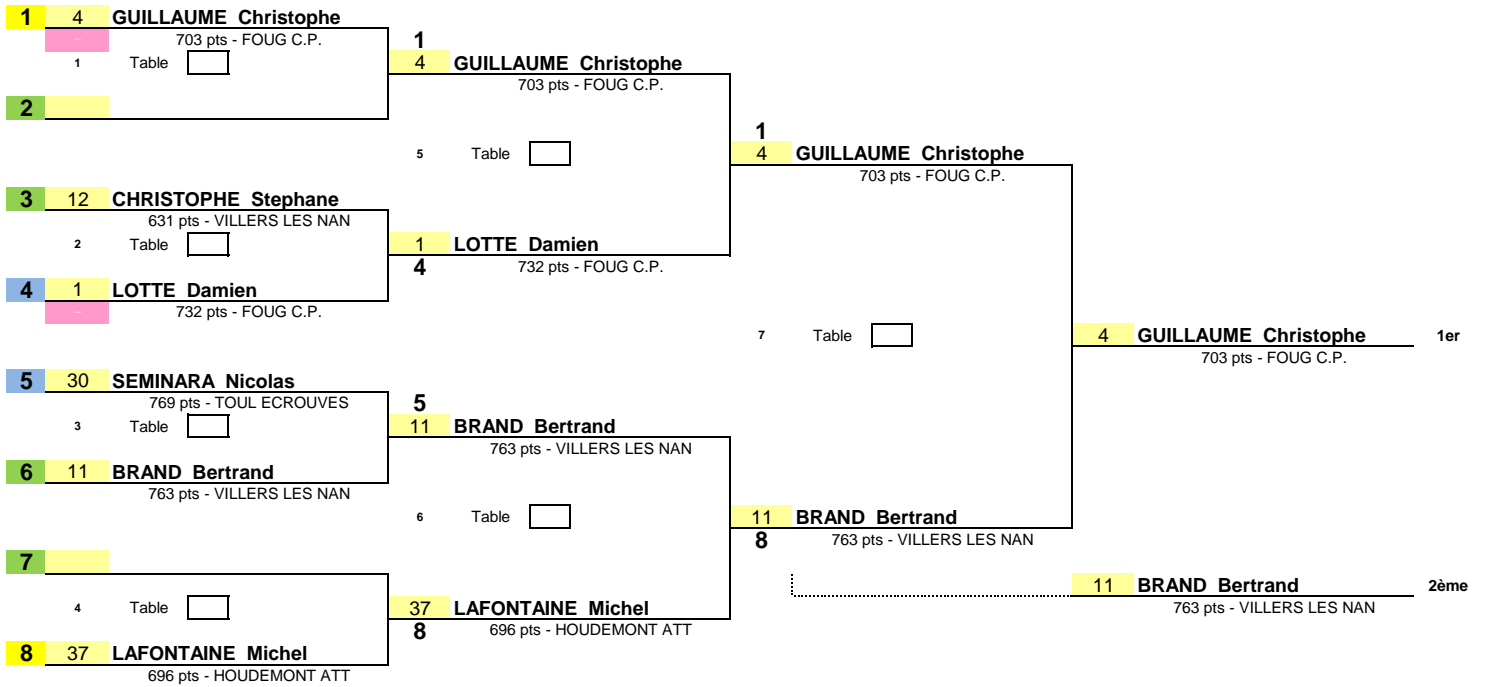 1 4 GUILLAUME Christophe
703 pts - FOUG C.P.
1 Table
2
3 12 CHRISTOPHE Stephane
631 pts - VILLERS LES NAN
2 Table
4 1 LOTTE Damien
732 pts - FOUG C.P.
5 30 SEMINARA Nicolas
769 pts - TOUL ECROUVES
3 Table
6 11 BRAND Bertrand
763 pts - VILLERS LES NAN
7
4 Table
8 37 LAFONTAINE Michel
696 pts - HOUDEMONT ATT
1
4 GUILLAUME Christophe
703 pts - FOUG C.P.
5 Table
1 LOTTE Damien
4 732 pts - FOUG C.P.
5
11 BRAND Bertrand
763 pts - VILLERS LES NAN
6 Table
37 LAFONTAINE Michel
8 696 pts - HOUDEMONT ATT
1
4 GUILLAUME Christophe
703 pts - FOUG C.P.
7 Table
11 BRAND Bertrand
8 763 pts - VILLERS LES NAN
4 GUILLAUME Christophe 1er
703 pts - FOUG C.P.
11 BRAND Bertrand 2ème
763 pts - VILLERS LES NAN